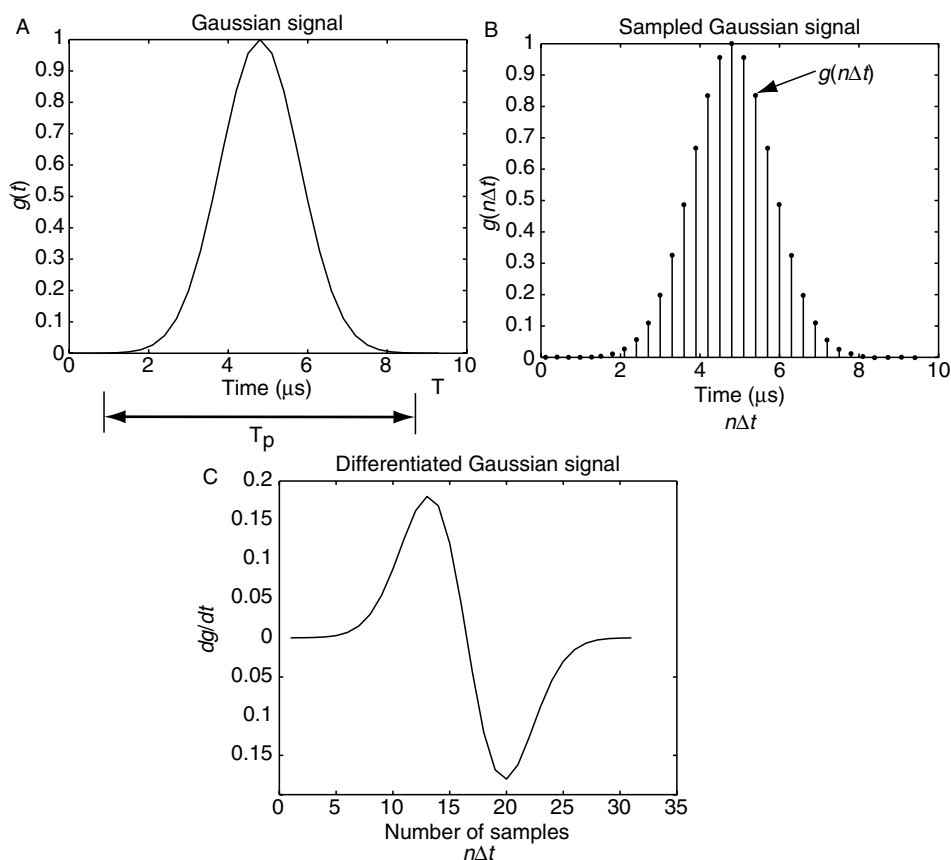 A
Gaussian signal
1
0.9
0.8
0.7
0.6
0.5
0.4
0.3
0.2
0.1
0
g(t)
0 2 4 6 8 10
Time (μs)
T
Tp
B
Sampled Gaussian signal
1
0.9
0.8
0.7
0.6
0.5
0.4
0.3
0.2
0.1
0
g(nΔt)
g(nΔt)
0 2 4 6 8 10
Time (μs)
nΔt
C
Differentiated Gaussian signal
0.2
0.15
0.1
0.05
0
0.05
0.1
0.15
dg/dt
0 5 10 15 20 25 30 35
Number of samples
nΔt